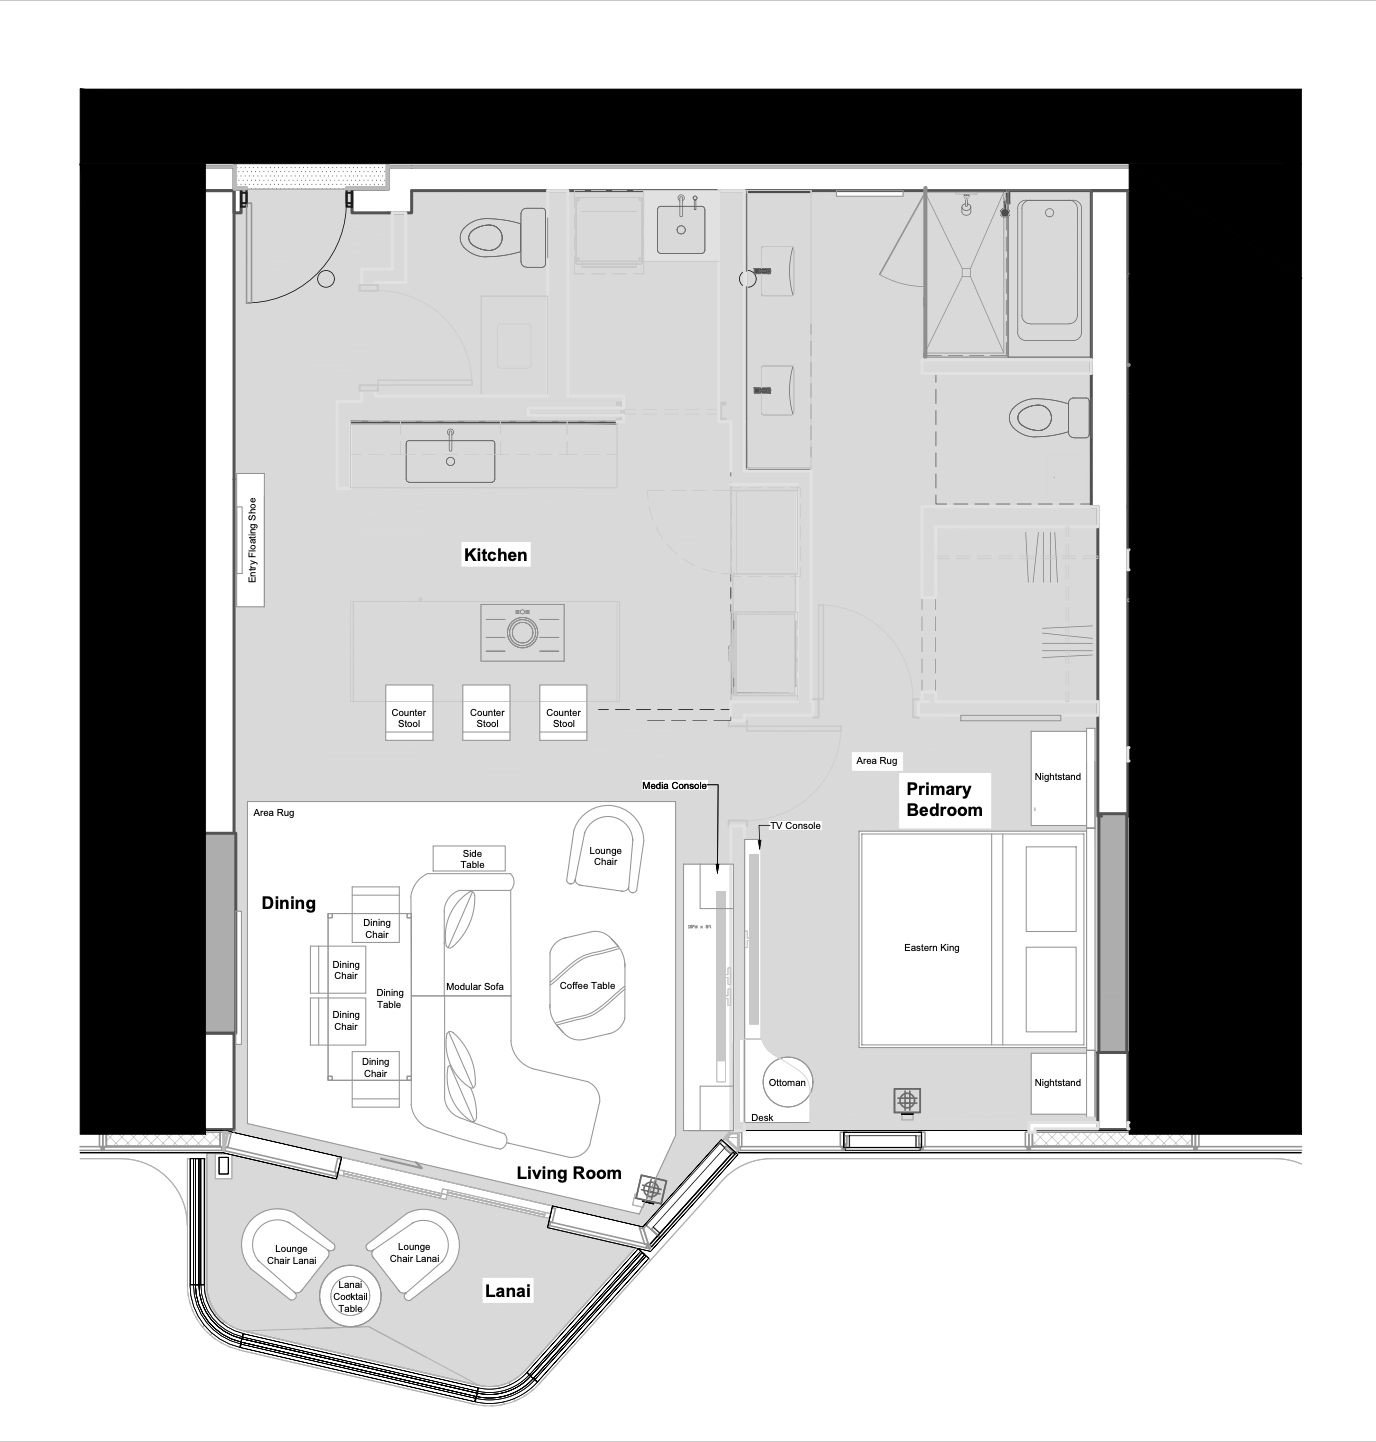 Entry Floating Shoe
Kitchen
Counter
Stool
Counter
Stool
Counter
Stool
Area Rug
Nightstand
Primary
Bedroom
Media Console
TV Console
Area Rug
Side
Table
Lounge
Chair
Dining
Dining
Chair
Dining
Chair
Dining
Table
Dining
Chair
Dining
Chair
Modular Sofa
Coffee Table
Eastern King
Ottoman
Nightstand
Desk
Living Room
Lounge
Chair Lanai
Lounge
Chair Lanai
Lanai
Cocktail
Table
Lanai